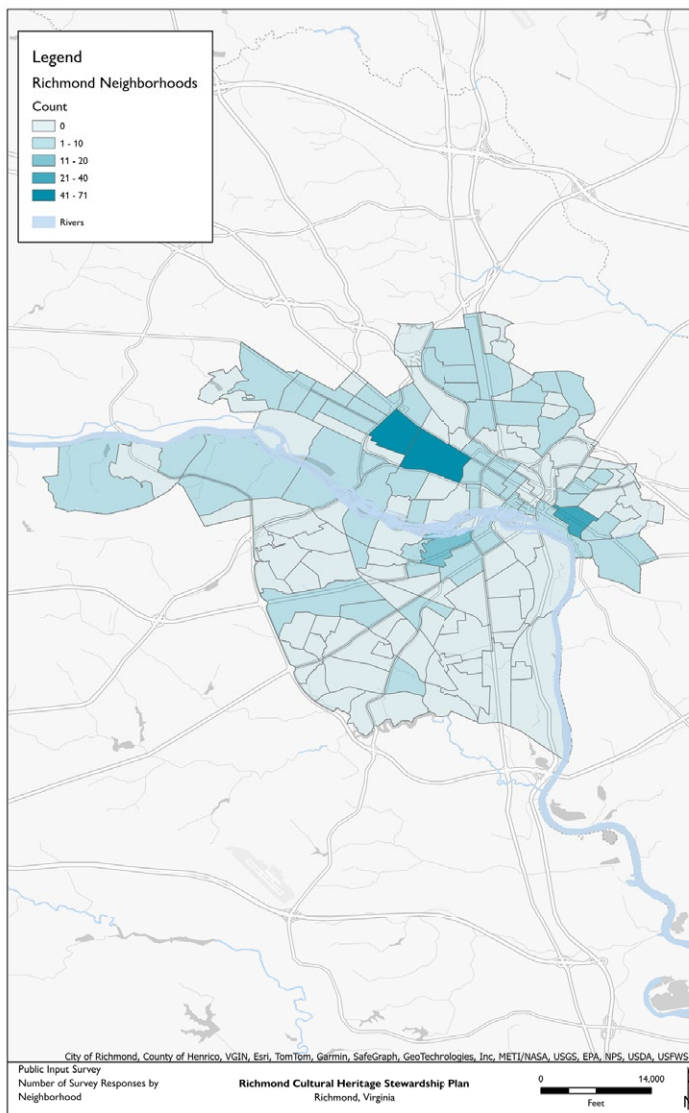 Legend
Richmond Neighborhoods
Count
0
1 - 10
11 - 20
21 - 40
41 - 71
Rivers
City of Richmond, County of Henrico, VGIN, Esri, TomTom, Garmin, SafeGraph, GeoTechnologies, Inc, METI/NASA, USGS, EPA, NPS, USDA, USFWS
Public Input Survey
Number of Survey Responses by
Neighborhood
Richmond Cultural Heritage Stewardship Plan
Richmond, Virginia
0 14,000
Feet
N